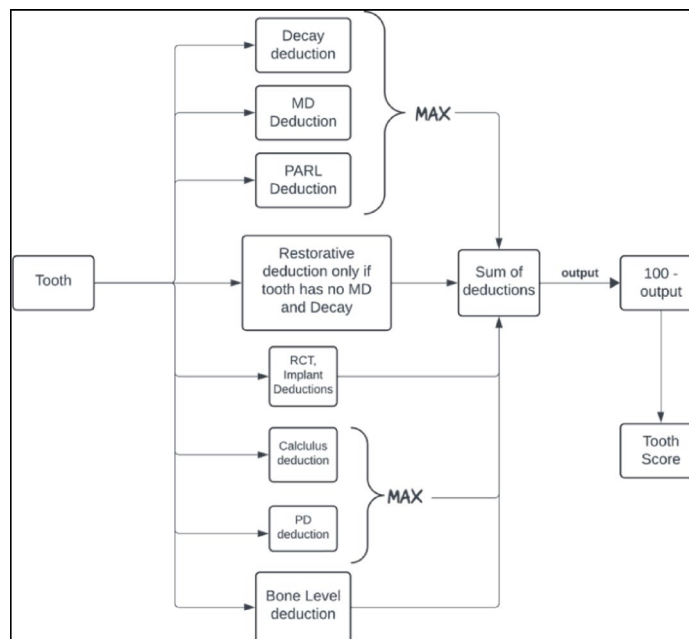 Decay
deduction
MD
Deduction
MAX
PARL
Deduction
Tooth
Restorative
deduction only if
tooth has no MD
and Decay
Sum of
deductions
output
100 -
output
RCT,
Implant
Deductions
Calclulus
deduction
MAX
PD
deduction
Tooth
Score
Bone Level
deduction